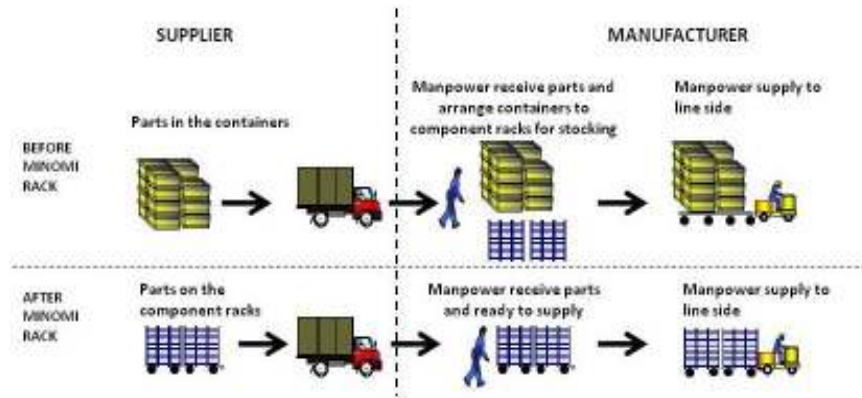 SUPPLIER
MANUFACTURER
BEFORE
MINOMI
RACK
Parts in the containers
Manpower receive parts and
arrange containers to
component racks for stocking
Manpower supply to
line side
AFTER
MINOMI
RACK
Parts on the
component racks
Manpower receive parts
and ready to supply
Manpower supply to
line side